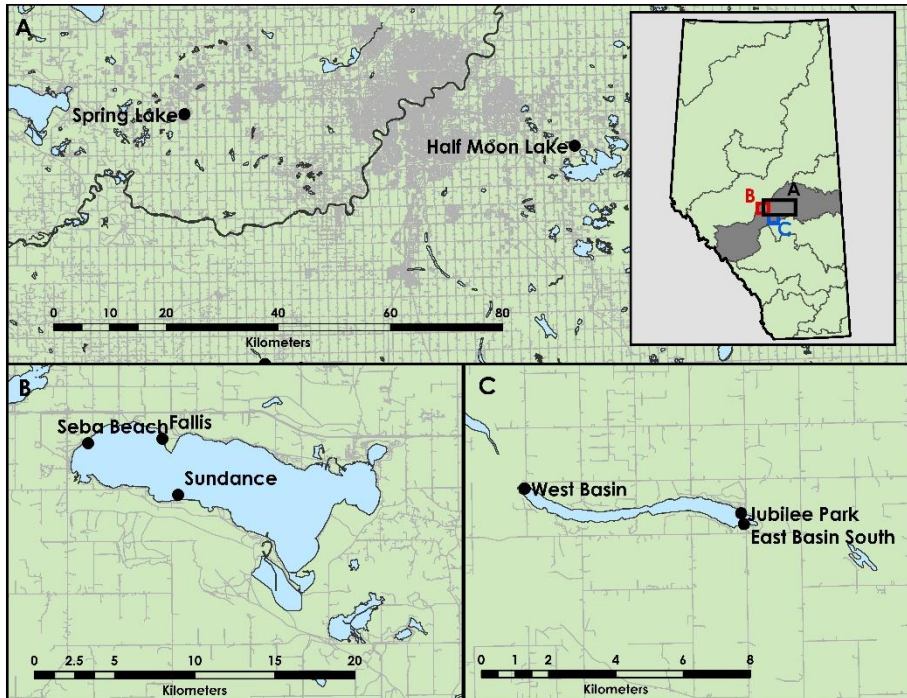 A
Spring Lake
Half Moon Lake
B
A
C
0 10 20 40 60 80
Kilometers
B
Seba Beach
Fallis
Sundance
0 2.5 5 10 15 20
Kilometers
C
West Basin
Jubilee Park
East Basin South
0 1 2 4 6 8
Kilometers